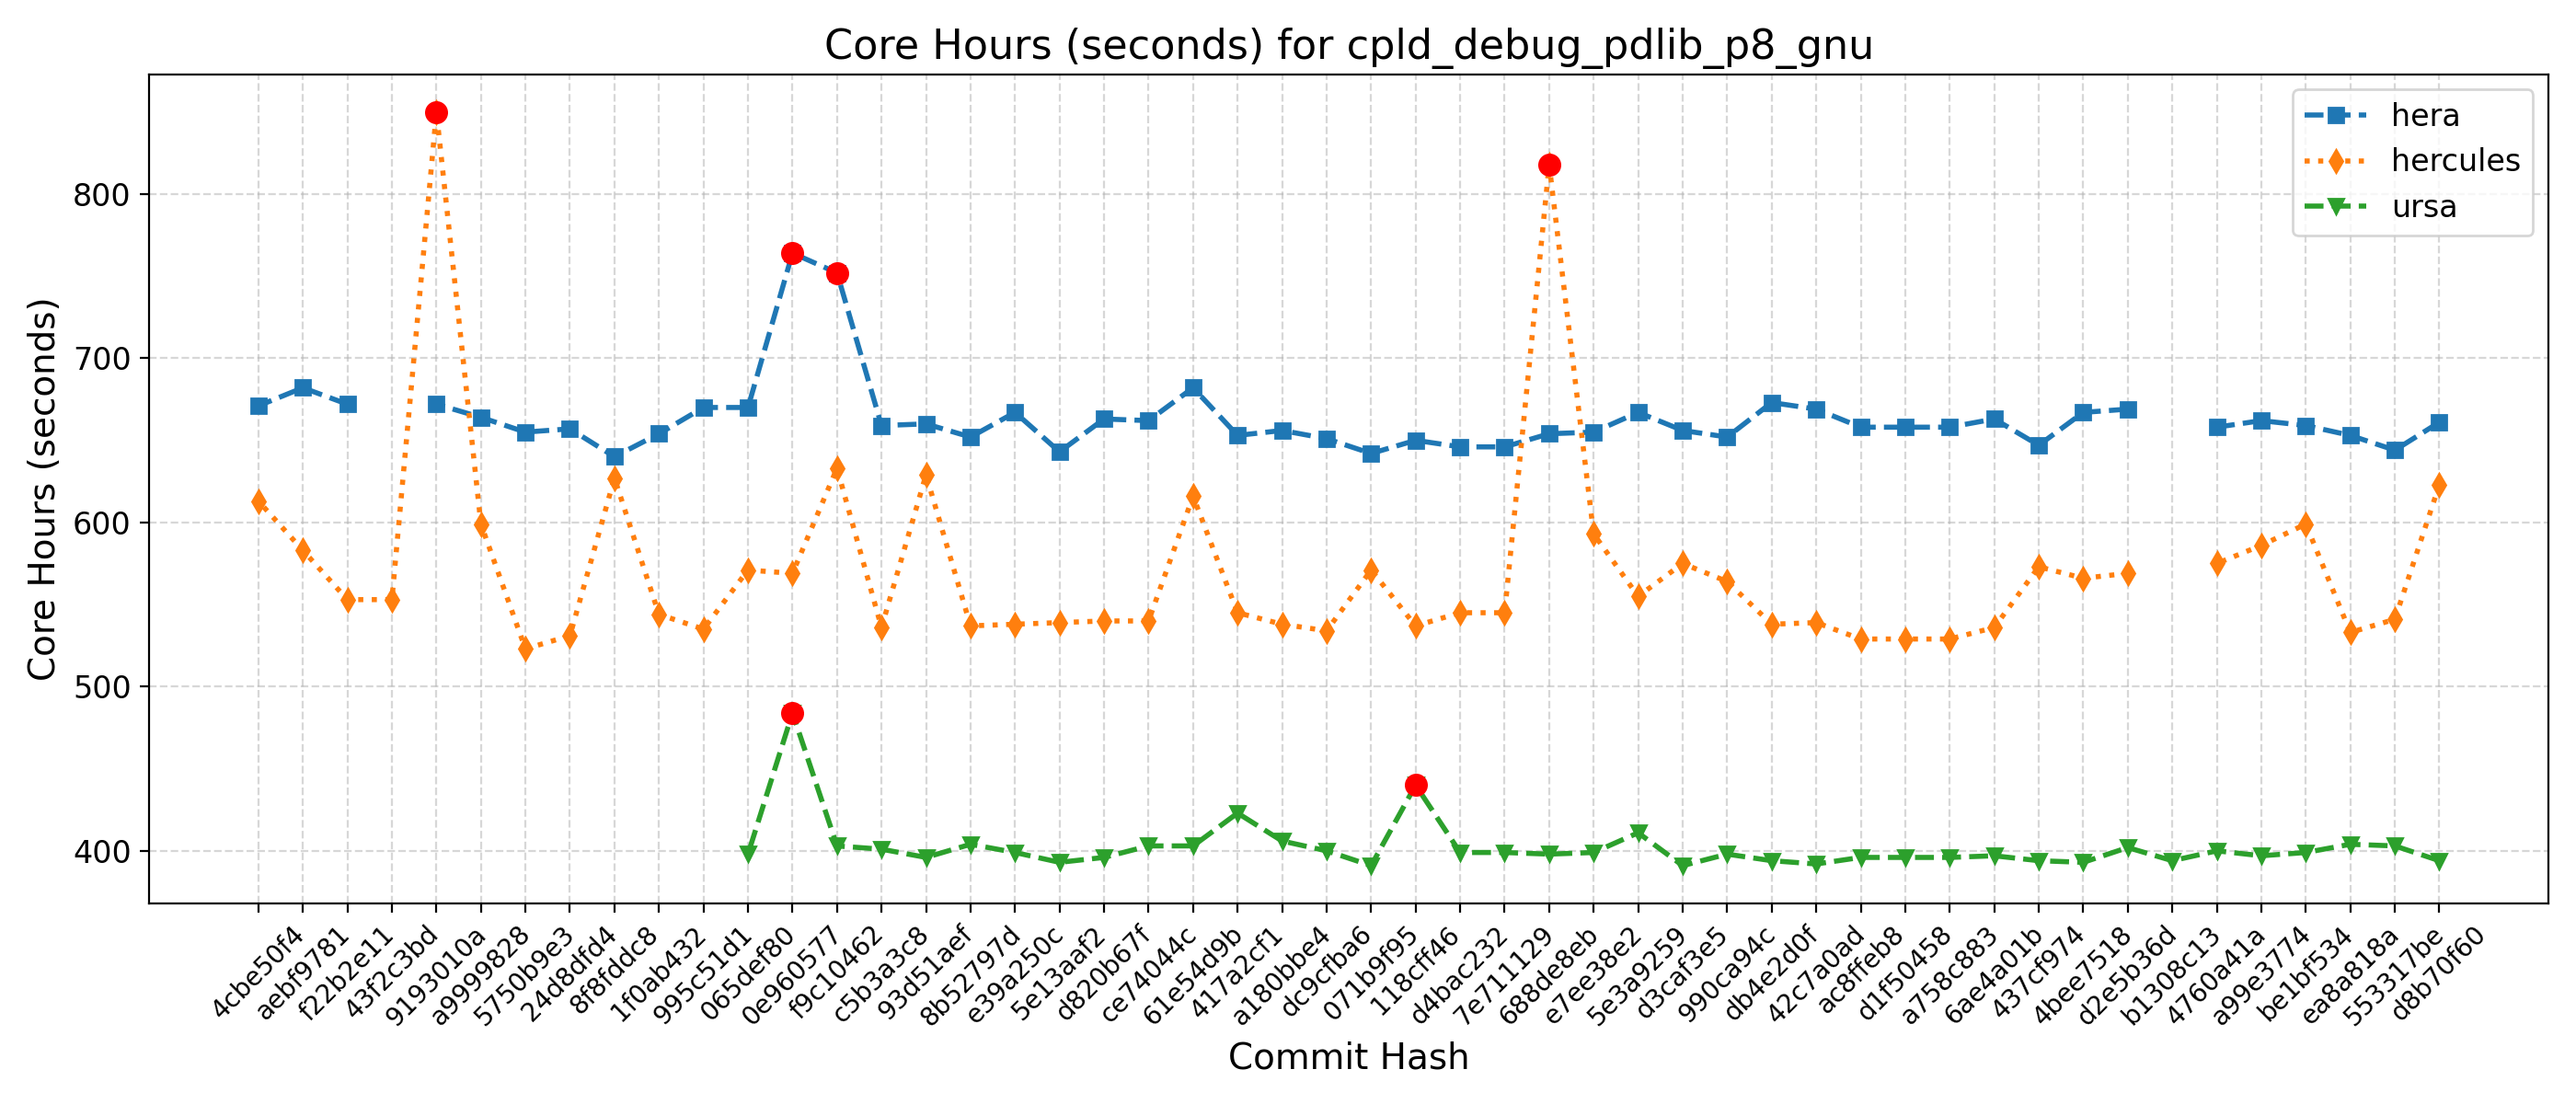 Core Hours (seconds) for cpld_debug_pdlib_p8_gnu
hera
hercules
ursa
Core Hours (seconds)
800
700
600
500
400
4cbe50f4
aebf9781
f22b2e11
43f2c3bd
9193010a
a9999828
5750b9e3
24d8dfd4
8f8fddc8
1f0ab432
995c51d1
065def80
0e960577
f9c10462
c5b3a3c8
93d51aef
8b52797d
e39a250c
5e13aaf2
d820b67f
ce74044c
61e54d9b
417a2cf1
a180bbe4
dc9cfba6
071b9f95
118cff46
d4bac232
7e711129
688de8eb
e7ee38e2
5e3a9259
d3caf3e5
990ca94c
db4e2d0f
42c7a0ad
ac8ffeb8
d1f50458
a758c883
6ae4a01b
437cf974
4bee7518
d2e5b36d
b1308c13
4760a41a
a99e3774
be1bf534
ea8a818a
553317be
d8b70f60
Commit Hash